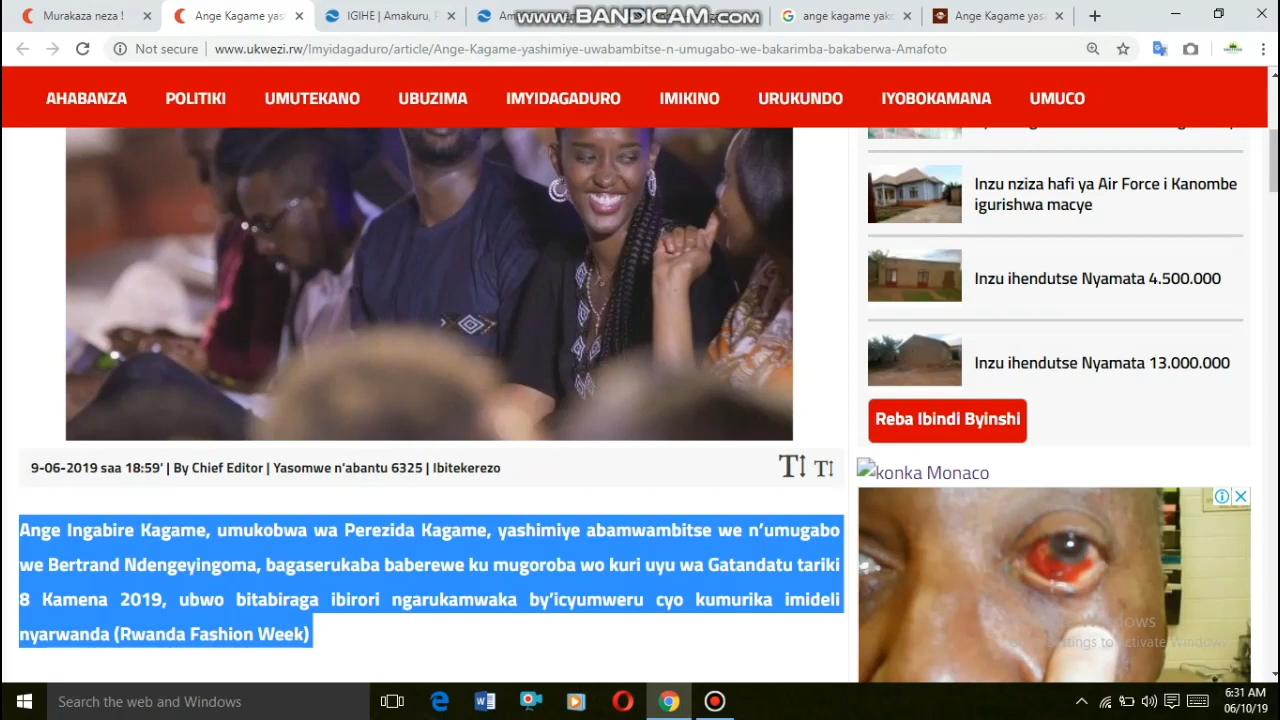 Murakaza neza !
Ange Kagame yas
IGIHE | Amakuru, P
Am
www.BANDICAM.com
ange kagame yak
Ange Kagame yas
Not secure
www.ukwezi.rw/Imyidagaduro/article/Ange-Kagame-yashimiye-uwabambitse-n-umugabo-we-bakarimba-bakaberwa-Amafoto
AHABANZA POLITIKI UMUTEKANO UBUZIMA IMYIDAGADURO IMIKINO URUKUNDO IYOBOKAMANA UMUCO
Inzu nziza hafi ya Air Force i Kanombe
igurishwa macye
Inzu ihendutse Nyamata 4.500.000
Inzu ihendutse Nyamata 13.000.000
Reba Ibindi Byinshi
9-06-2019 saa 18:59' | By Chief Editor | Yasomwe n'abantu 6325 | Ibitekerezo
konka Monaco
Ange Ingabire Kagame, umukobwa wa Perezida Kagame, yashimiye abamwambitse we n’umugabo
we Bertrand Ndengeyingoma, bagaserukaba baberewe ku mugoroba wo kuri uyu wa Gatandatu tariki
8 Kamena 2019, ubwo bitabiraga ibirori ngarukamwaka by’icyumweru cyo kumurika imideli
nyarwanda (Rwanda Fashion Week)
Search the web and Windows
6:31 AM
06/10/19